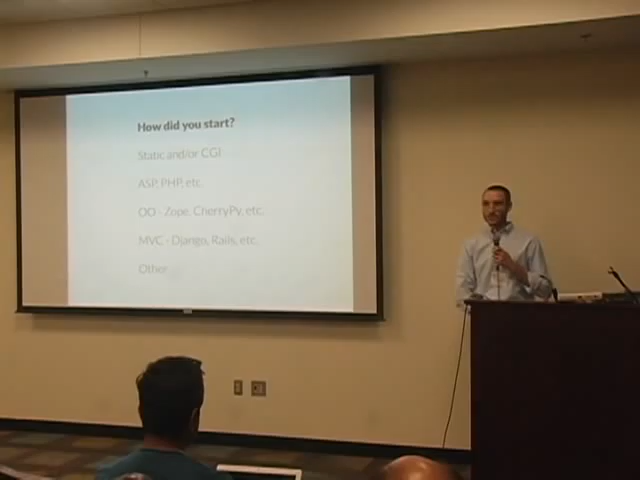 How did you start?
Static and/or CGI
ASP, PHP, etc.
OO - Zope, CherryPy, etc.
MVC - Django, Rails, etc.
Other